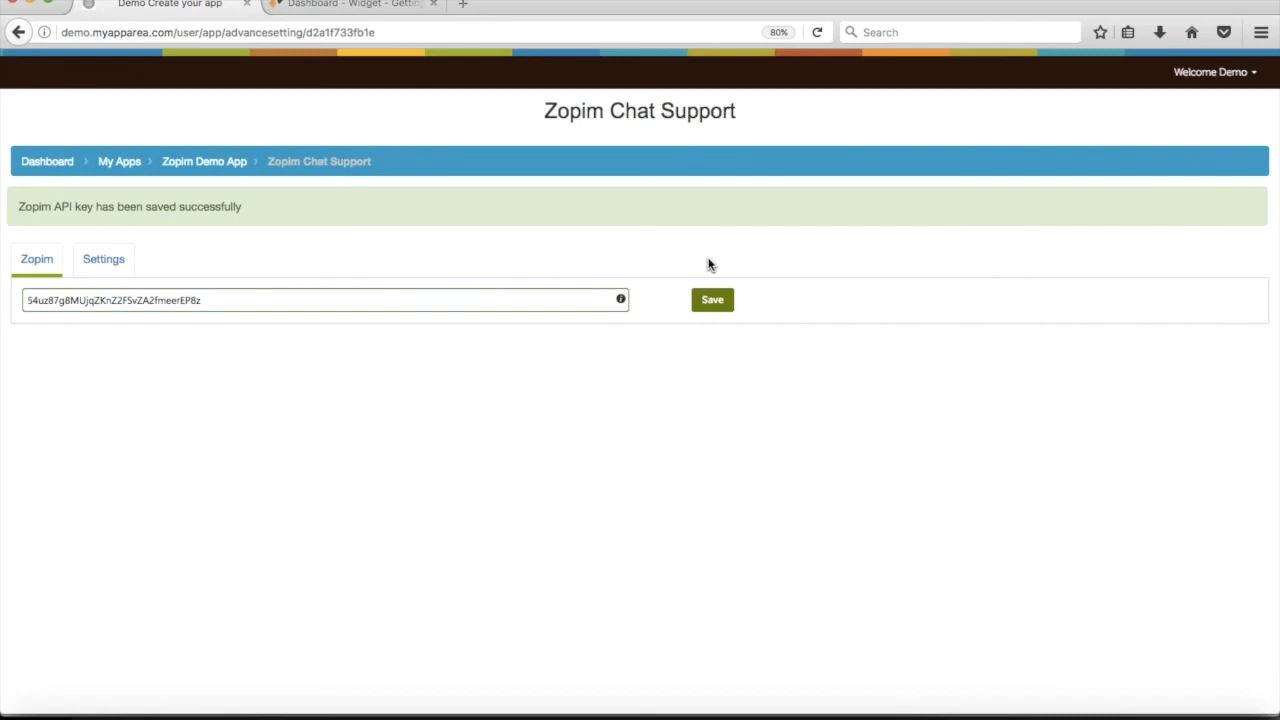 Demo Create your app
Dashboard - Widget - Getting
demo.myapparea.com/user/app/advancesetting/d2a1f733fb1e
80%
Search
Welcome Demo
Zopim Chat Support
Dashboard > My Apps > Zopim Demo App > Zopim Chat Support
Zopim API key has been saved successfully
Zopim
Settings
54uz87g8MUjqZKnZ2FSvZA2fmeerEP8z
Save